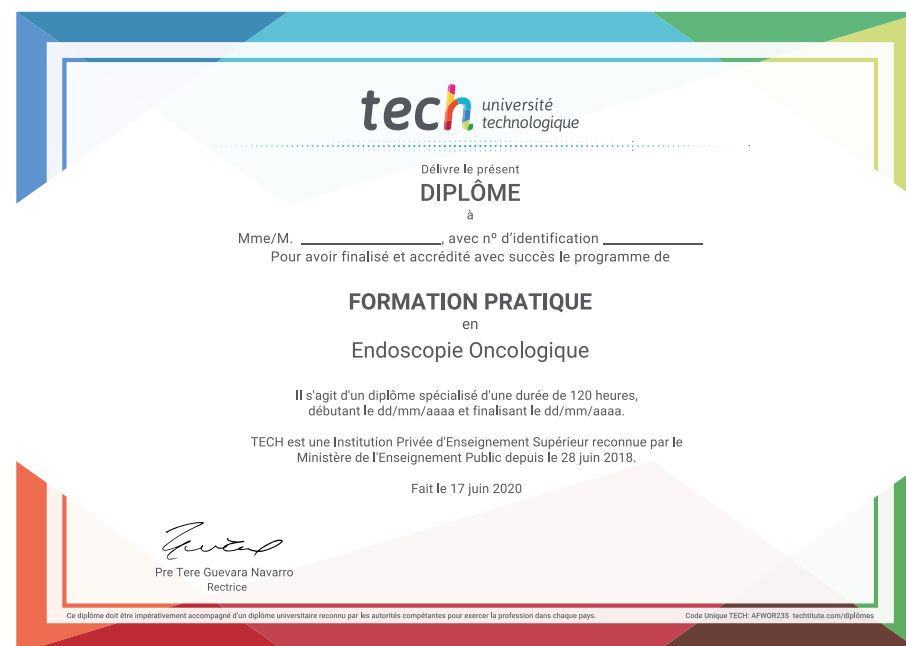 tech université
technologique
Délivre le présent
DIPLÔME
à
Mme/M. ____________________, avec nº d'identification ______________
Pour avoir finalisé et accrédité avec succès le programme de
FORMATION PRATIQUE
en
Endoscopie Oncologique
Il s'agit d'un diplôme spécialisé d'une durée de 120 heures,
débutant le dd/mm/aaaa et finalisant le dd/mm/aaaa.
TECH est une Institution Privée d'Enseignement Supérieur reconnue par le
Ministère de l'Enseignement Public depuis le 28 juin 2018.
Fait le 17 juin 2020
Pre Tere Guevara Navarro
Rectrice
Ce diplôme doit être impérativement accompagné d'un diplôme universitaire reconnu par les autorités compétantes pour exercer la profession dans chaque pays.
Code Unique TECH: AFWOR23S techtitute.com/diplômes